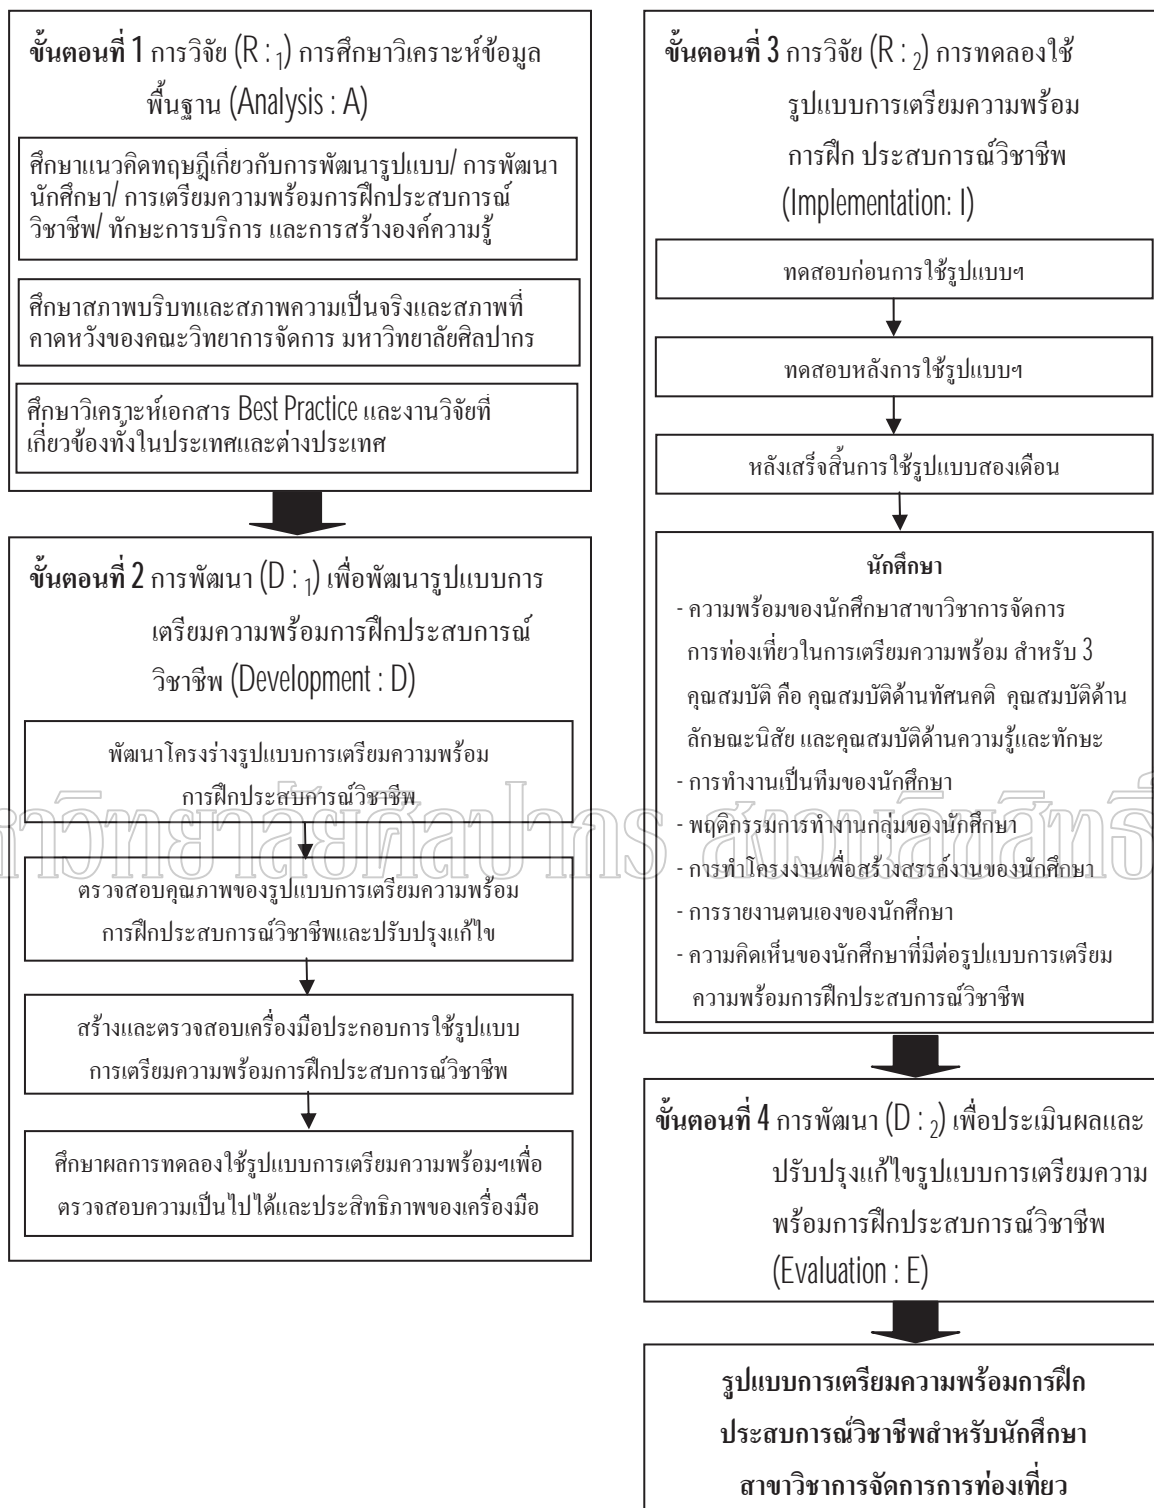 ขั้นตอนที่ 1 การวิจัย (R : 1) การศึกษาวิเคราะห์ข้อมูล
พื้นฐาน (Analysis : A)
ศึกษาแนวคิดทฤษฎีเกี่ยวกับการพัฒนารูปแบบ/ การพัฒนา
นักศึกษา/ การเตรียมความพร้อมการฝึกประสบการณ์
วิชาชีพ/ ทักษะการบริการ และการสร้างองค์ความรู้
ศึกษาสภาพบริบทและสภาพความเป็นจริงและสภาพที่
คาดหวังของคณะวิทยาการจัดการ มหาวิทยาลัยศิลปากร
ศึกษาวิเคราะห์เอกสาร Best Practice และงานวิจัยที่
เกี่ยวข้องทั้งในประเทศและต่างประเทศ
ขั้นตอนที่ 2 การพัฒนา (D : 1) เพื่อพัฒนารูปแบบการ
เตรียมความพร้อมการฝึกประสบการณ์
วิชาชีพ (Development : D)
พัฒนาโครงร่างรูปแบบการเตรียมความพร้อม
การฝึกประสบการณ์วิชาชีพ
ตรวจสอบคุณภาพของรูปแบบการเตรียมความพร้อม
การฝึกประสบการณ์วิชาชีพและปรับปรุงแก้ไข
สร้างและตรวจสอบเครื่องมือประกอบการใช้รูปแบบ
การเตรียมความพร้อมการฝึกประสบการณ์วิชาชีพ
ศึกษาผลการทดลองใช้รูปแบบการเตรียมความพร้อมฯเพื่อ
ตรวจสอบความเป็นไปได้และประสิทธิภาพของเครื่องมือ
ขั้นตอนที่ 3 การวิจัย (R : 2) การทดลองใช้
รูปแบบการเตรียมความพร้อม
การฝึก ประสบการณ์วิชาชีพ
(Implementation: I)
ทดสอบก่อนการใช้รูปแบบฯ
ทดสอบหลังการใช้รูปแบบฯ
หลังเสร็จสิ้นการใช้รูปแบบสองเดือน
นักศึกษา
- ความพร้อมของนักศึกษาสาขาวิชาการจัดการ
การท่องเที่ยวในการเตรียมความพร้อม สำหรับ 3
คุณสมบัติ คือ คุณสมบัติด้านทัศนคติ คุณสมบัติด้าน
ลักษณะนิสัย และคุณสมบัติด้านความรู้และทักษะ
- การทำงานเป็นทีมของนักศึกษา
- พฤติกรรมการทำงานกลุ่มของนักศึกษา
- การทำโครงงานเพื่อสร้างสรรค์งานของนักศึกษา
- การรายงานตนเองของนักศึกษา
- ความคิดเห็นของนักศึกษาที่มีต่อรูปแบบการเตรียม
ความพร้อมการฝึกประสบการณ์วิชาชีพ
ขั้นตอนที่ 4 การพัฒนา (D : 2) เพื่อประเมินผลและ
ปรับปรุงแก้ไขรูปแบบการเตรียมความ
พร้อมการฝึกประสบการณ์วิชาชีพ
(Evaluation : E)
รูปแบบการเตรียมความพร้อมการฝึก
ประสบการณ์วิชาชีพสำหรับนักศึกษา
สาขาวิชาการจัดการการท่องเที่ยว
าวิทยาลัยศิลปากร สงวนลิขสิทธิ์